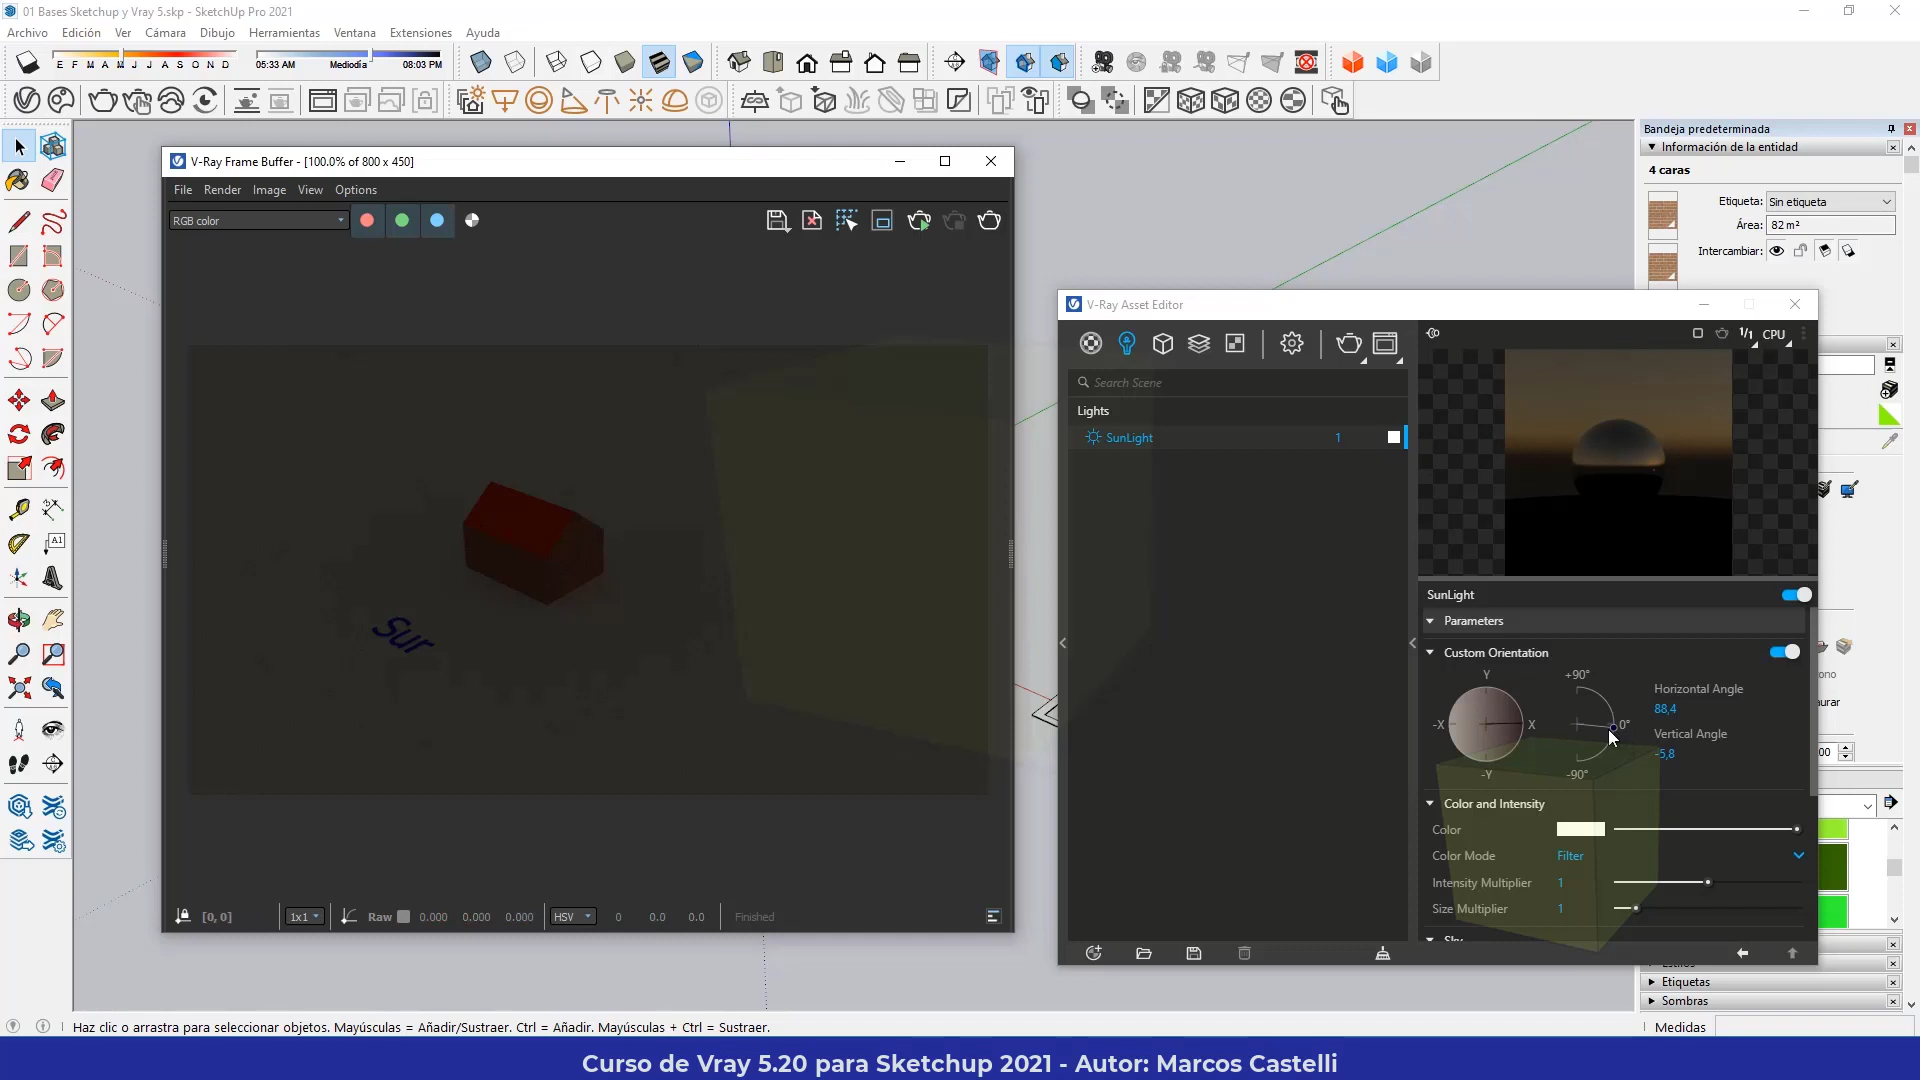 01 Bases Sketchup y Vray 5.skp - SketchUp Pro 2021
Archivo Edición Ver Cámara Dibujo Herramientas Ventana Extensiones Ayuda
E F M A M J J A S O N D 05:33 AM Mediodía 08:03 PM
Bandeja predeterminada
Información de la entidad
4 caras
Etiqueta: Sin etiqueta
Área: 82 m²
Intercambiar:
V-Ray Frame Buffer - [100.0% of 800 x 450]
File Render Image View Options
RGB color
Sur
[0, 0] 1x1 Raw 0.000 0.000 0.000 HSV 0 0.0 0.0 Finished
V-Ray Asset Editor
1/1 CPU
Search Scene
Lights
SunLight 1
SunLight
Parameters
Custom Orientation
Y +90°
Horizontal Angle
88,4
-X X 0°
Vertical Angle
-5,8
-Y -90°
Color and Intensity
Color
Color Mode Filter
Intensity Multiplier 1
Size Multiplier 1
Sky
A1
Etiquetas
Sombras
Haz clic o arrastra para seleccionar objetos. Mayúsculas = Añadir/Sustraer. Ctrl = Añadir. Mayúsculas + Ctrl = Sustraer.
Medidas
Curso de Vray 5.20 para Sketchup 2021 - Autor: Marcos Castelli